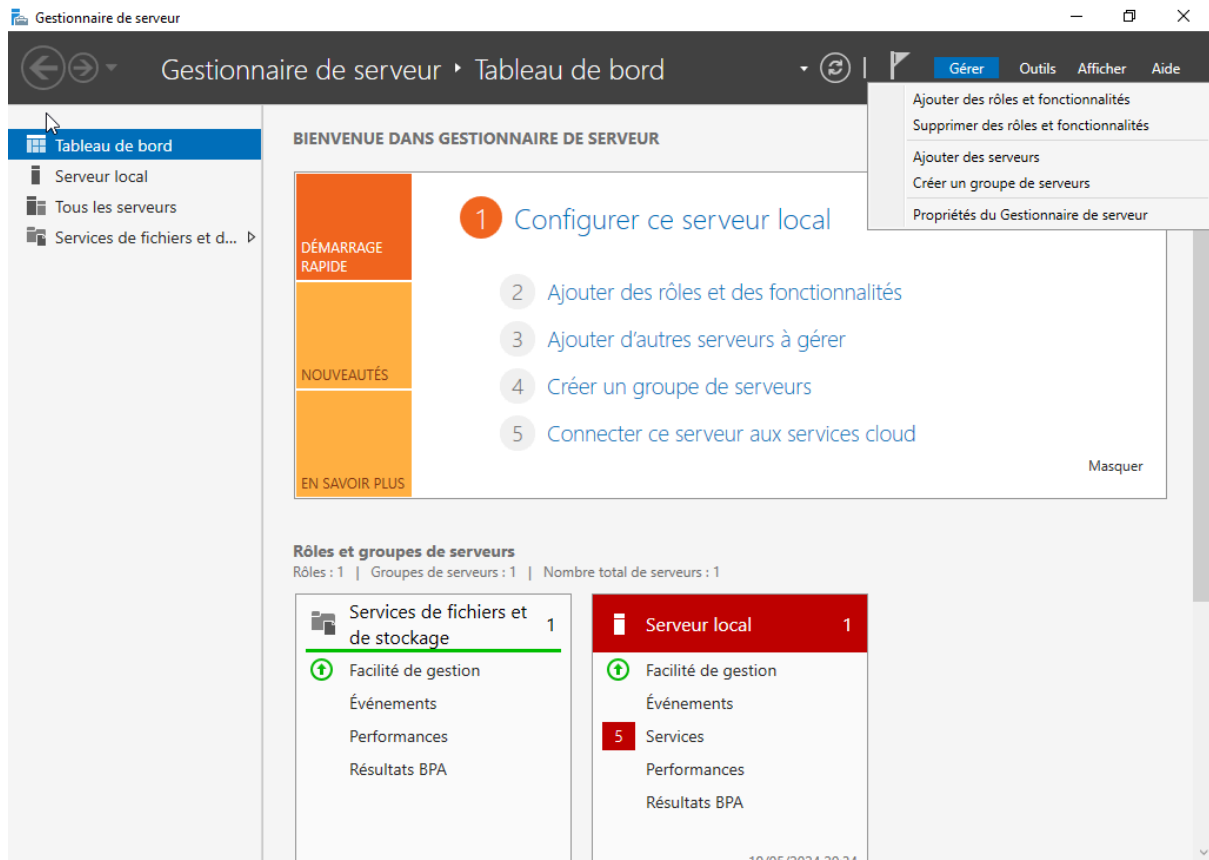 Gestionnaire de serveur
Gestionnaire de serveur • Tableau de bord
Gérer Outils Afficher Aide
Ajouter des rôles et fonctionnalités
Supprimer des rôles et fonctionnalités
Ajouter des serveurs
Créer un groupe de serveurs
Propriétés du Gestionnaire de serveur
Tableau de bord
Serveur local
Tous les serveurs
Services de fichiers et d...
BIENVENUE DANS GESTIONNAIRE DE SERVEUR
DÉMARRAGE
RAPIDE
NOUVEAUTÉS
EN SAVOIR PLUS
1 Configurer ce serveur local
2 Ajouter des rôles et des fonctionnalités
3 Ajouter d’autres serveurs à gérer
4 Créer un groupe de serveurs
5 Connecter ce serveur aux services cloud
Masquer
Rôles et groupes de serveurs
Rôles : 1 | Groupes de serveurs : 1 | Nombre total de serveurs : 1
Services de fichiers et
de stockage
1
Facilité de gestion
Événements
Performances
Résultats BPA
Serveur local 1
Facilité de gestion
Événements
5 Services
Performances
Résultats BPA